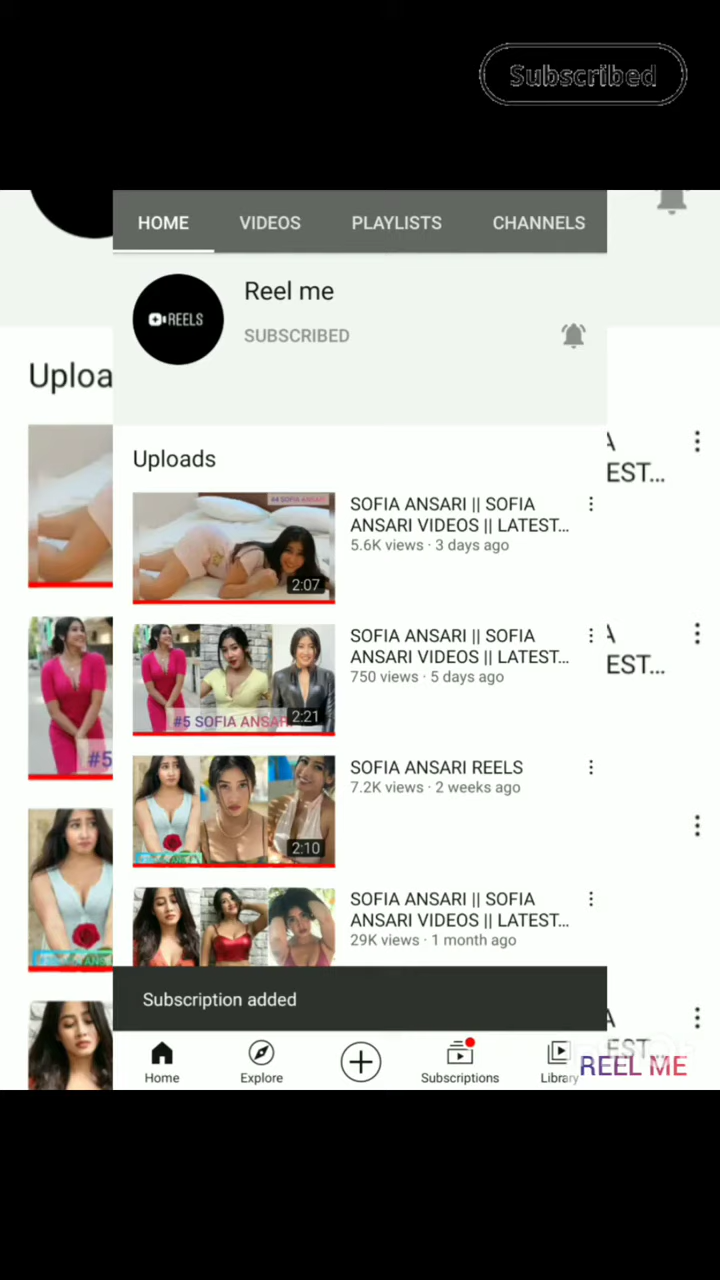 Subscribed
HOME VIDEOS PLAYLISTS CHANNELS
REELS
Reel me
SUBSCRIBED
Uploa
Uploads
#4 SOFIA ANSARI
2:07
SOFIA ANSARI || SOFIA
ANSARI VIDEOS || LATEST...
5.6K views · 3 days ago
EST...
#5
#5 SOFIA ANSARI
2:21
SOFIA ANSARI || SOFIA
ANSARI VIDEOS || LATEST...
750 views · 5 days ago
EST...
2:10
SOFIA ANSARI REELS
7.2K views · 2 weeks ago
SOFIA ANSARI || SOFIA
ANSARI VIDEOS || LATEST...
29K views · 1 month ago
EST...
Subscription added
Home Explore Subscriptions Library
REEL ME